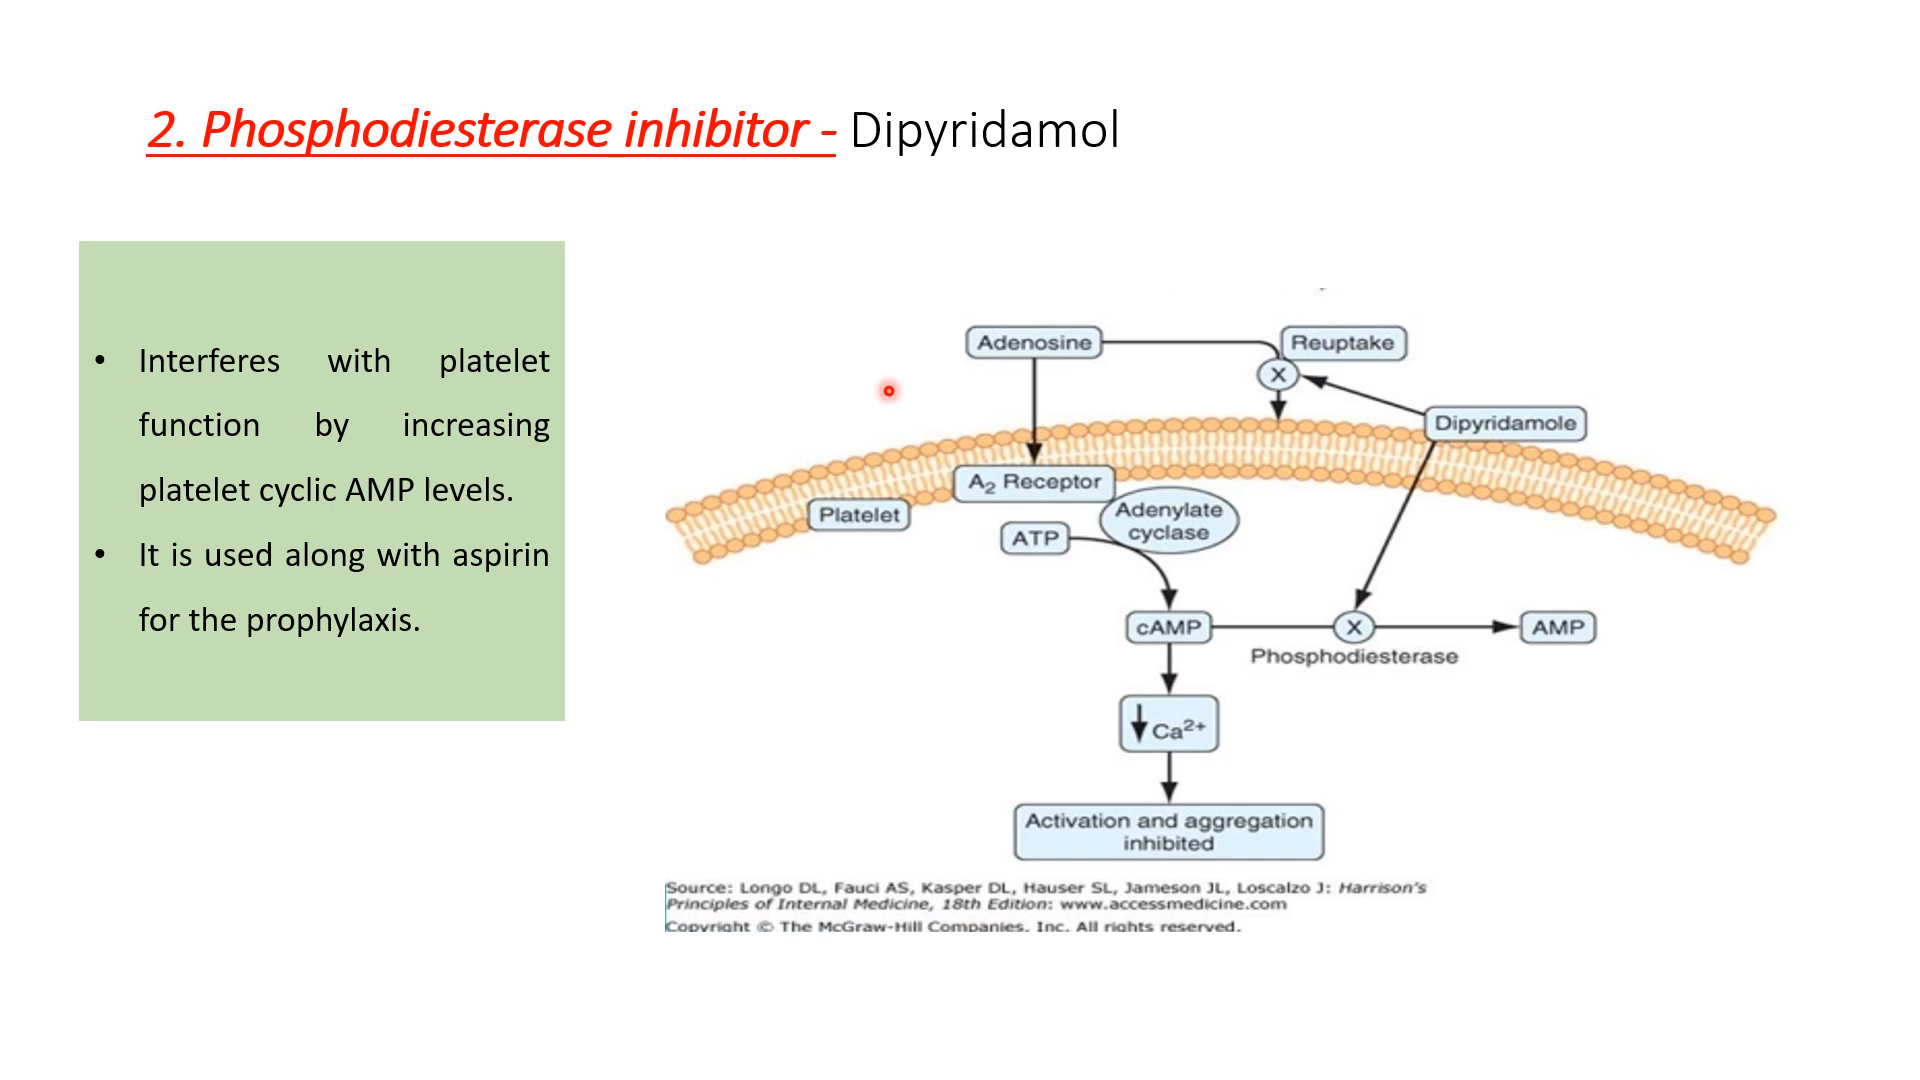 2. Phosphodiesterase inhibitor - Dipyridamol
• Interferes with platelet
function by increasing
platelet cyclic AMP levels.
• It is used along with aspirin
for the prophylaxis.
Adenosine
Reuptake
X
Dipyridamole
A2 Receptor
Platelet
Adenylate
cyclase
ATP
cAMP
X
AMP
Phosphodiesterase
Ca2+
Activation and aggregation
inhibited
Source: Longo DL, Fauci AS, Kasper DL, Hauser SL, Jameson JL, Loscalzo J: Harrison's
Principles of Internal Medicine, 18th Edition: www.accessmedicine.com
Copyright © The McGraw-Hill Companies, Inc. All rights reserved.